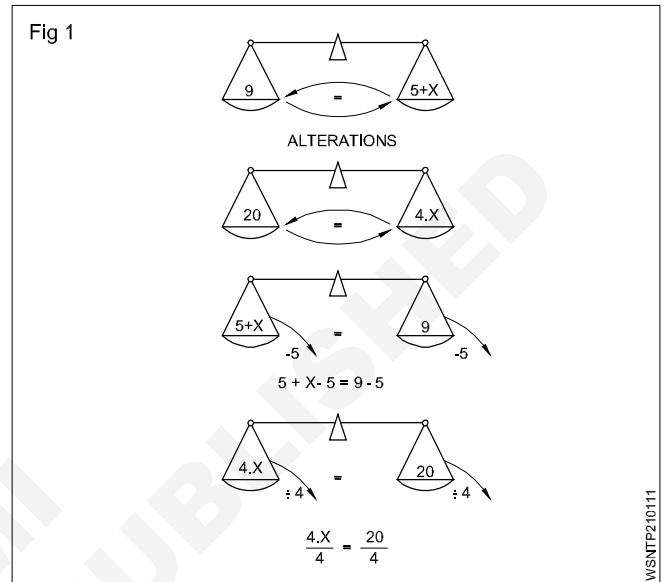 Fig 1
9 = 5+X
ALTERATIONS
20 = 4.X
5+X = 9
-5 -5
5 + X- 5 = 9 - 5
4.X = 20
÷ 4 ÷ 4
4.X = 20
4 4
WSNTP210111
UBLISHED